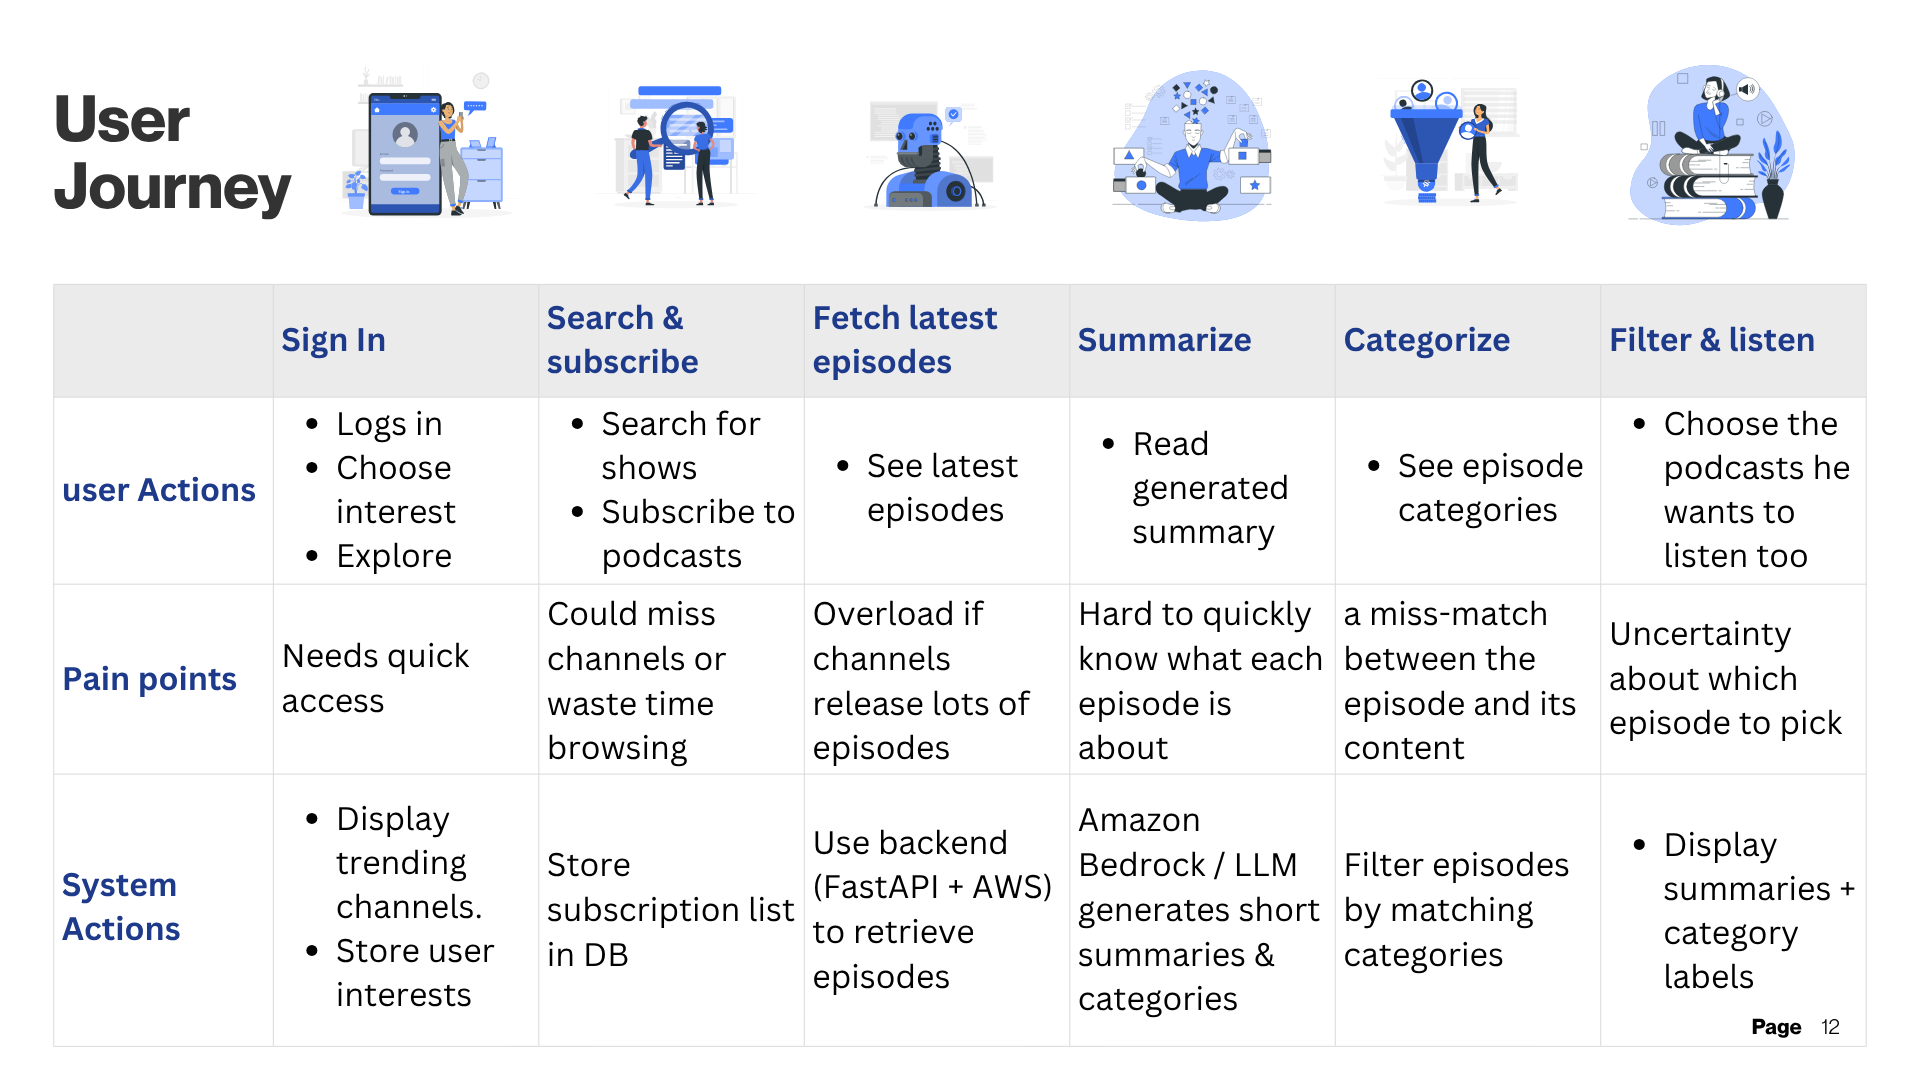 User
Journey
Sign In
Search &
subscribe
Fetch latest
episodes
Summarize
Categorize
Filter & listen
user Actions
• Logs in
• Choose
interest
• Explore
• Search for
shows
• Subscribe to
podcasts
• See latest
episodes
• Read
generated
summary
• See episode
categories
• Choose the
podcasts he
wants to
listen too
Pain points
Needs quick
access
Could miss
channels or
waste time
browsing
Overload if
channels
release lots of
episodes
Hard to quickly
know what each
episode is
about
a miss-match
between the
episode and its
content
Uncertainty
about which
episode to pick
System
Actions
• Display
trending
channels.
• Store user
interests
Store
subscription list
in DB
Use backend
(FastAPI + AWS)
to retrieve
episodes
Amazon
Bedrock / LLM
generates short
summaries &
categories
Filter episodes
by matching
categories
• Display
summaries +
category
labels
Page 12